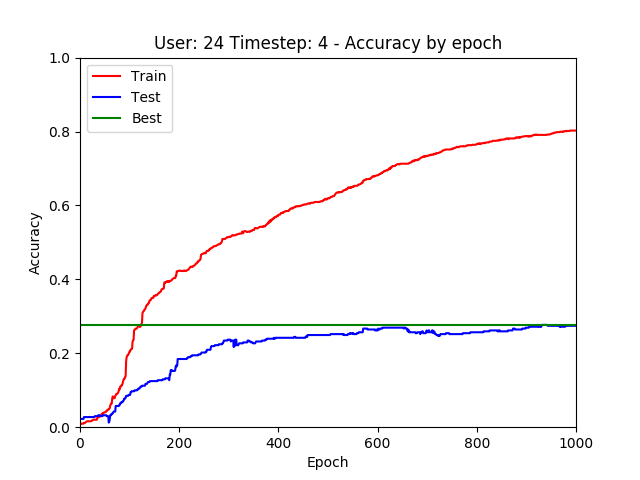 User: 24 Timestep: 4 - Accuracy by epoch
Train
Test
Best
Accuracy
1.0
0.8
0.6
0.4
0.2
0.0
0 200 400 600 800 1000
Epoch